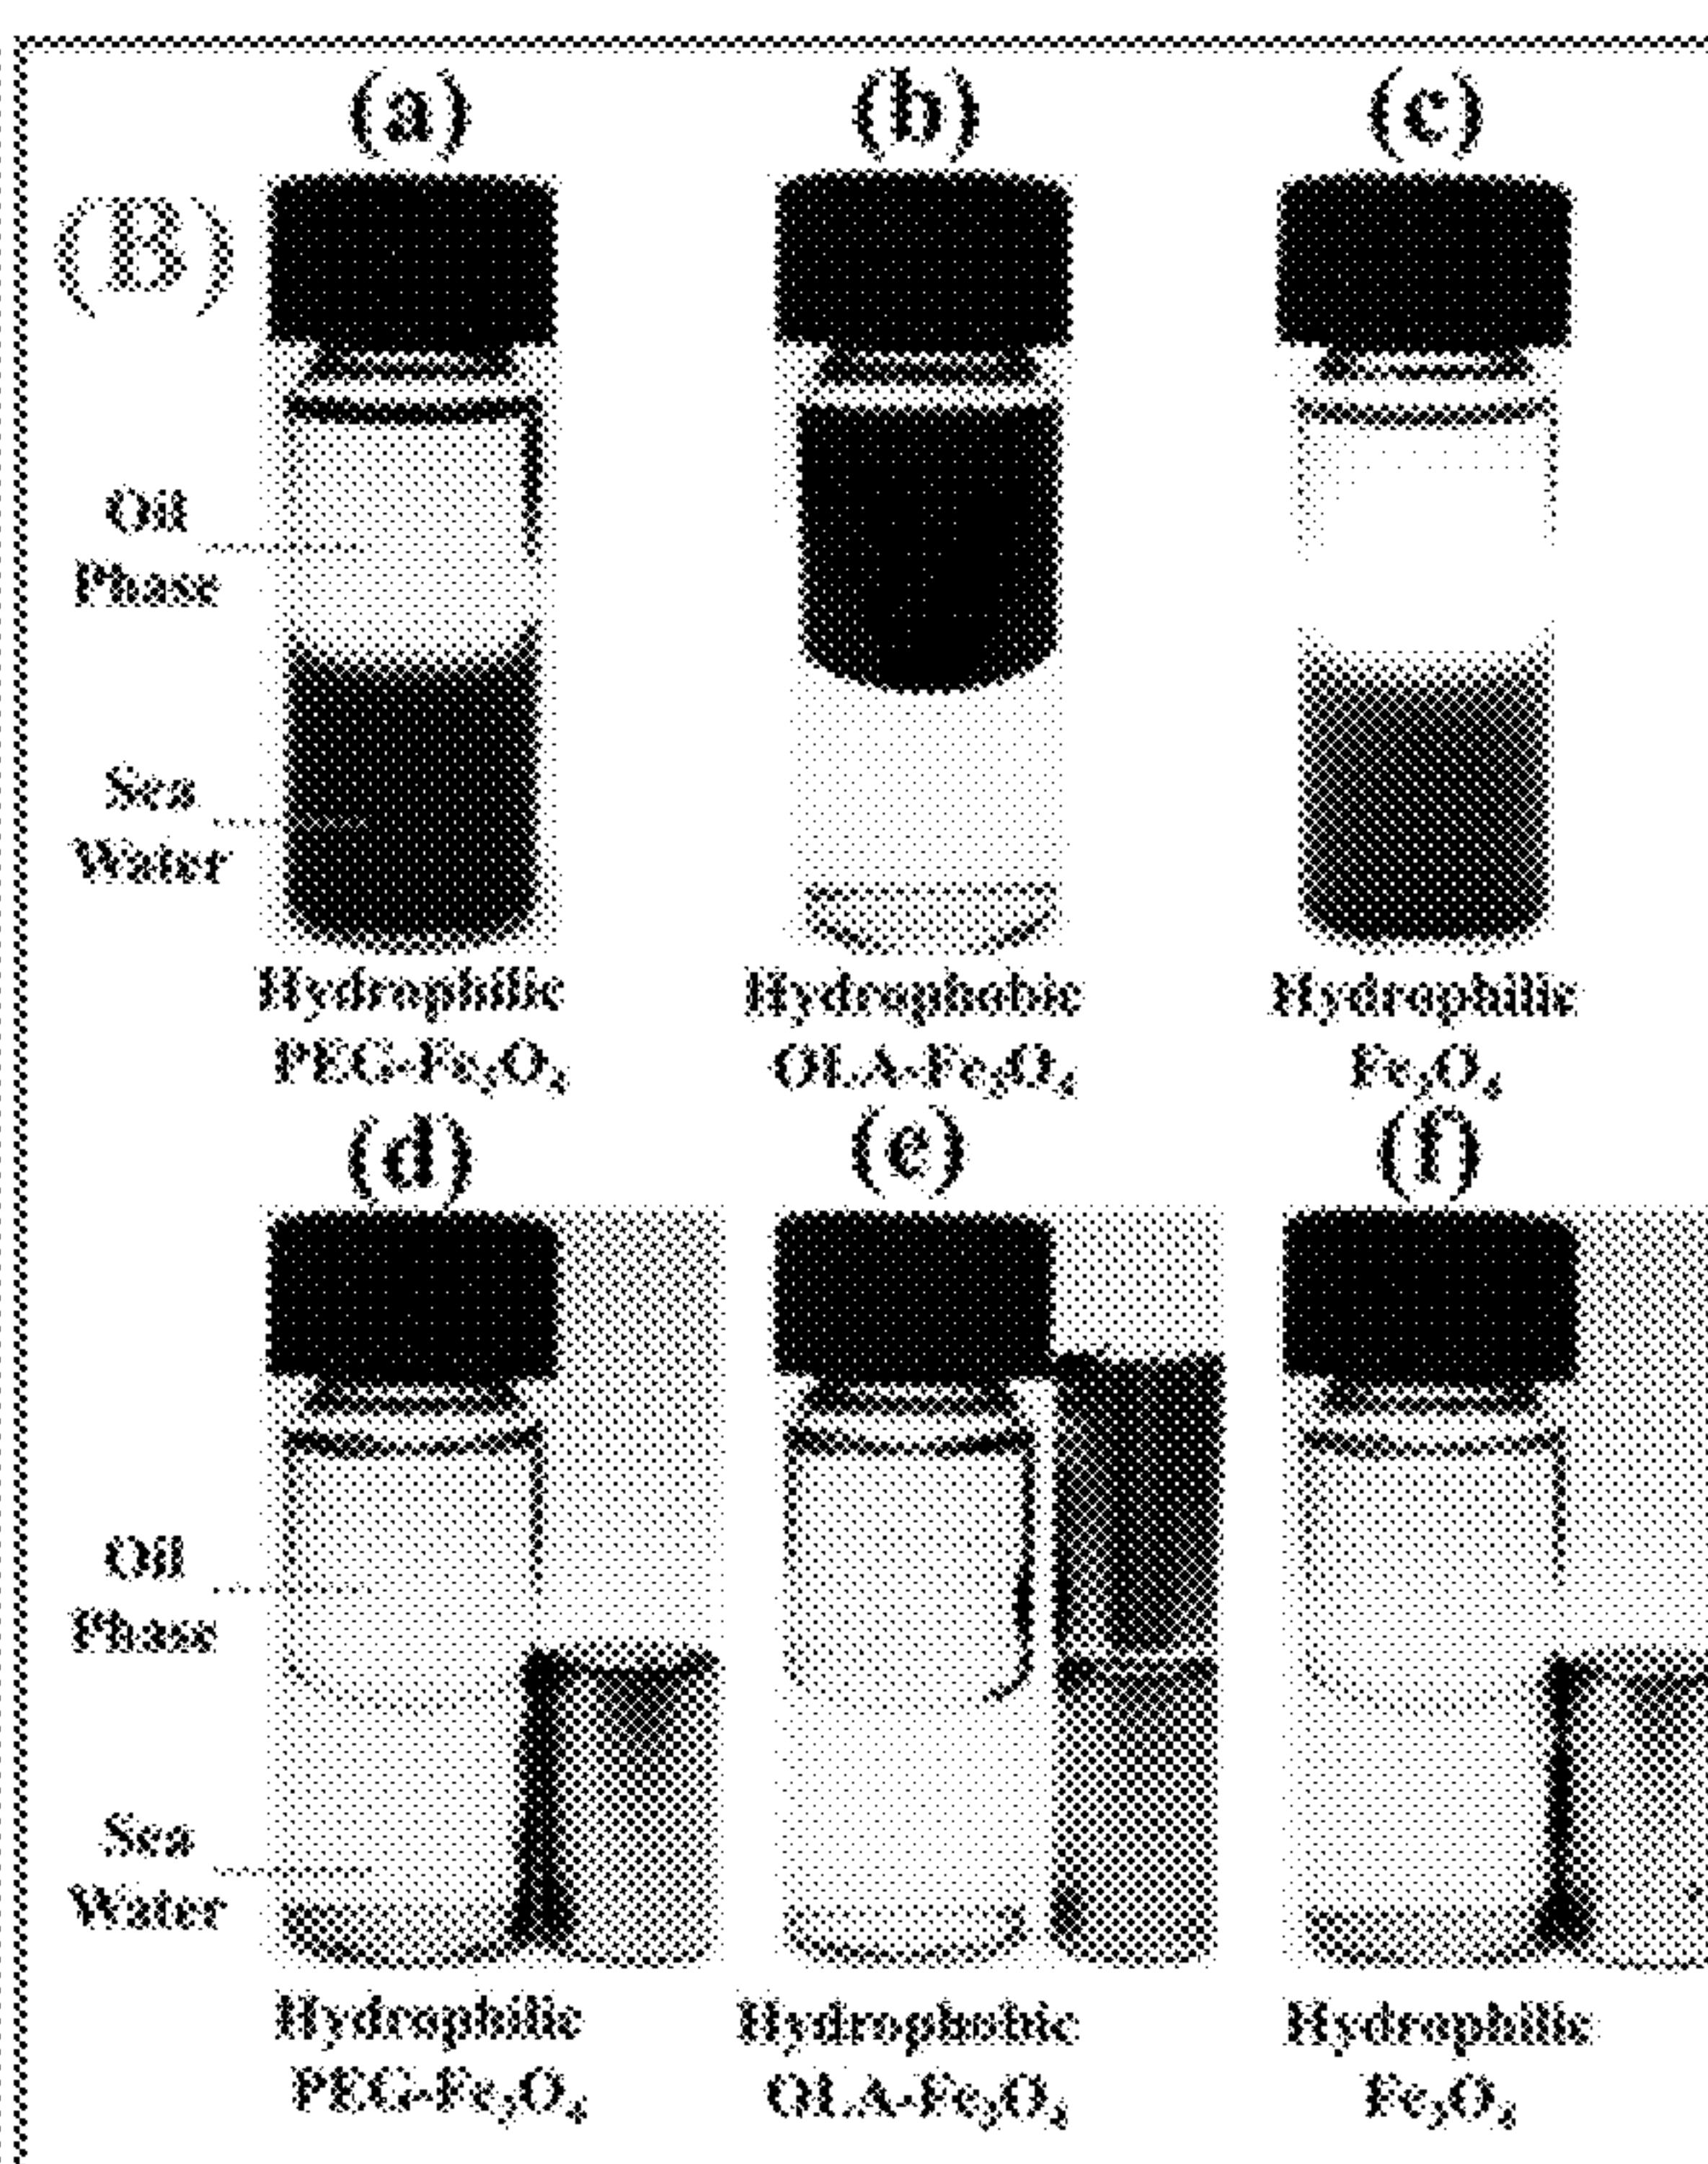 (a) (b) (c)
(B)
Oil
Phase
Sea
Water
Hydrophilic Hydrophobic Hydrophilic
PEG-Fe₃O₄ OLA-Fe₃O₄ Fe₃O₄
(d) (e) (f)
Oil
Phase
Sea
Water
Hydrophilic Hydrophobic Hydrophilic
PEG-Fe₃O₄ OLA-Fe₃O₄ Fe₃O₄